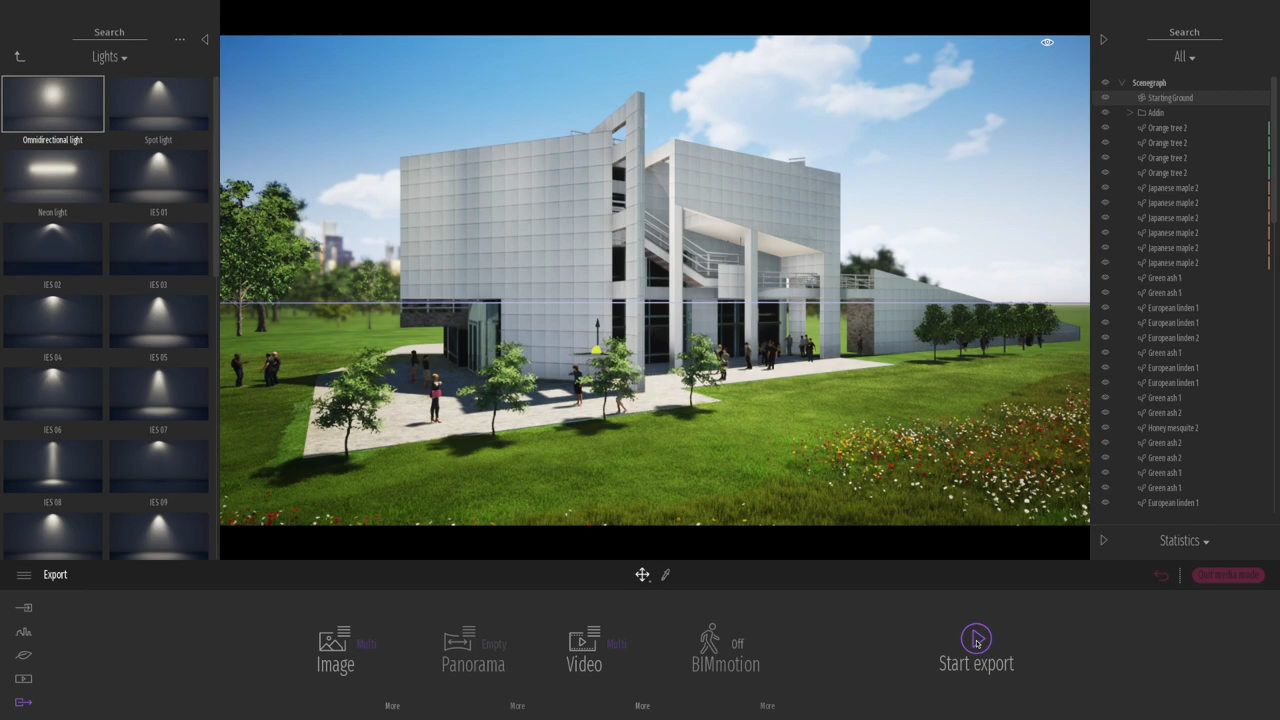 Search
...
Lights
Omnidirectional light
Spot light
Neon light
IES 01
IES 02
IES 03
IES 04
IES 05
IES 06
IES 07
IES 08
IES 09
Search
All
Scenegraph
StartingGround
Addin
Orange tree 2
Orange tree 2
Orange tree 2
Orange tree 2
Japanese maple 2
Japanese maple 2
Japanese maple 2
Japanese maple 2
Japanese maple 2
Japanese maple 2
Green ash 1
Green ash 1
European linden 1
European linden 1
European linden 2
Green ash 1
European linden 1
European linden 1
Green ash 1
Green ash 2
Honey mesquite 2
Green ash 2
Green ash 2
Green ash 1
Green ash 1
European linden 1
Statistics
Export
Quit media mode
Multi
Image
More
Empty
Panorama
More
Multi
Video
More
Off
BIMmotion
More
Start export